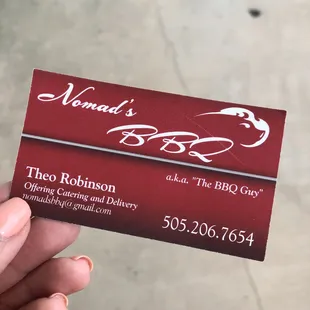 Nomad's
BBQ
a.k.a. "The BBQ Guy"
Theo Robinson
Offering Catering and Delivery
nomadsbbq@gmail.com
505.206.7654